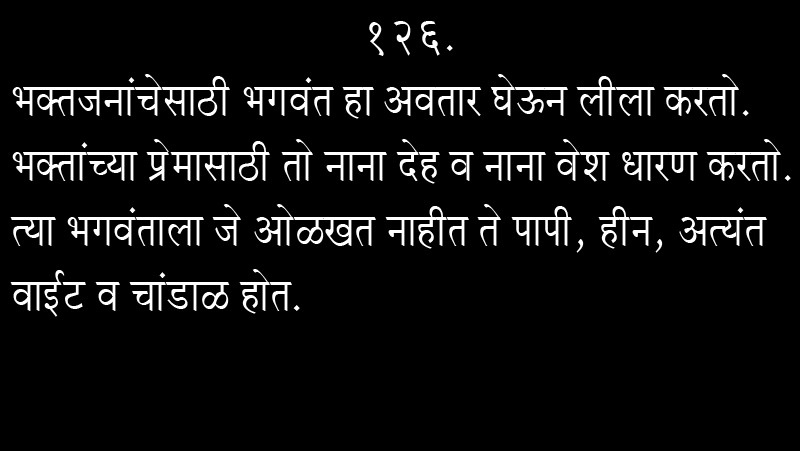 १२६.
भक्तजनांचेसाठी भगवंत हा अवतार घेऊन लीला करतो.
भक्तांच्या प्रेमासाठी तो नाना देह व नाना वेश धारण करतो.
त्या भगवंताला जे ओळखत नाहीत ते पापी, हीन, अत्यंत
वाईट व चांडाळ होत.